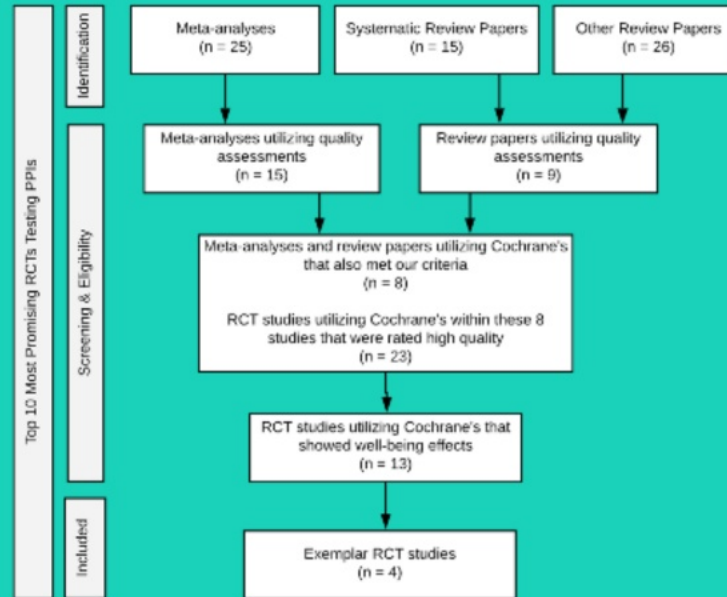 Top 10 Most Promising RCTs Testing PPIs
Identification
Meta-analyses
(n = 25)
Systematic Review Papers
(n = 15)
Other Review Papers
(n = 26)
Screening & Eligibility
Meta-analyses utilizing quality
assessments
(n = 15)
Review papers utilizing quality
assessments
(n = 9)
Meta-analyses and review papers utilizing Cochrane's
that also met our criteria
(n = 8)
RCT studies utilizing Cochrane's within these 8
studies that were rated high quality
(n = 23)
RCT studies utilizing Cochrane's that
showed well-being effects
(n = 13)
Included
Exemplar RCT studies
(n = 4)